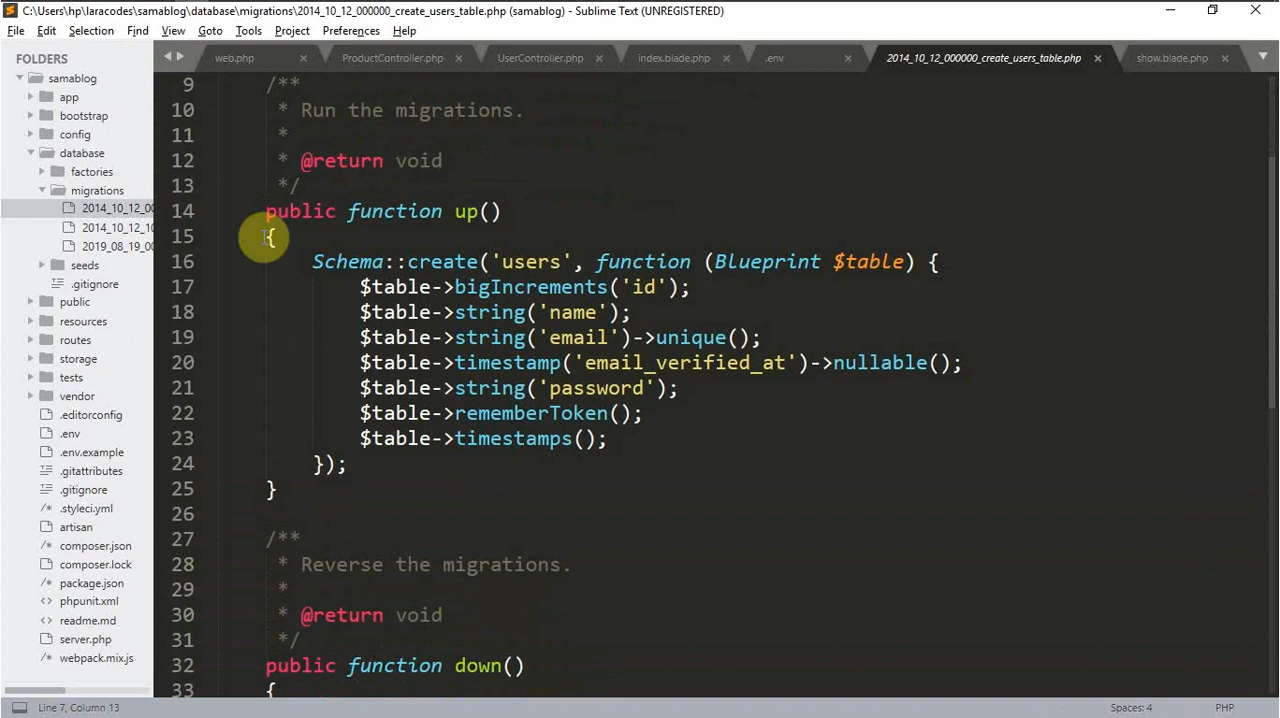 C:\Users\hp\laracodes\samablog\database\migrations\2014_10_12_000000_create_users_table.php (samablog) - Sublime Text (UNREGISTERED)
File Edit Selection Find View Goto Tools Project Preferences Help
FOLDERS
samablog
app
bootstrap
config
database
factories
migrations
2014_10_12_00
2014_10_12_10
2019_08_19_00
seeds
.gitignore
public
resources
routes
storage
tests
vendor
.editorconfig
.env
.env.example
.gitattributes
.gitignore
.styleci.yml
artisan
composer.json
composer.lock
package.json
phpunit.xml
readme.md
server.php
webpack.mix.js
web.php ProductController.php UserController.php index.blade.php .env 2014_10_12_000000_create_users_table.php show.blade.php
9 /**
10 * Run the migrations.
11 *
12 * @return void
13 */
14 public function up()
15 {
16 Schema::create('users', function (Blueprint $table) {
17 $table->bigIncrements('id');
18 $table->string('name');
19 $table->string('email')->unique();
20 $table->timestamp('email_verified_at')->nullable();
21 $table->string('password');
22 $table->rememberToken();
23 $table->timestamps();
24 });
25 }
26
27 /**
28 * Reverse the migrations.
29 *
30 * @return void
31 */
32 public function down()
33 {
Line 7, Column 13 Spaces: 4 PHP